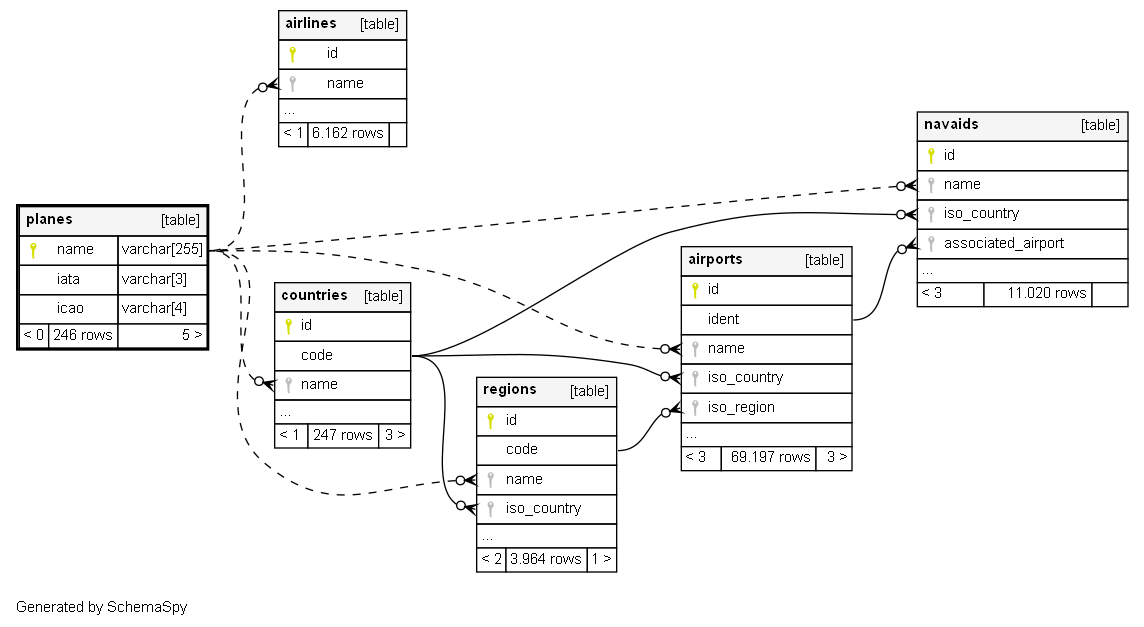 airlines [table]
id
name
...
< 1 6.162 rows
planes [table]
name varchar[255]
iata varchar[3]
icao varchar[4]
< 0 246 rows 5 >
countries [table]
id
code
name
...
< 1 247 rows 3 >
regions [table]
id
code
name
iso_country
...
< 2 3.964 rows 1 >
airports [table]
id
ident
name
iso_country
iso_region
...
< 3 69.197 rows 3 >
navaids [table]
id
name
iso_country
associated_airport
...
< 3 11.020 rows
Generated by SchemaSpy